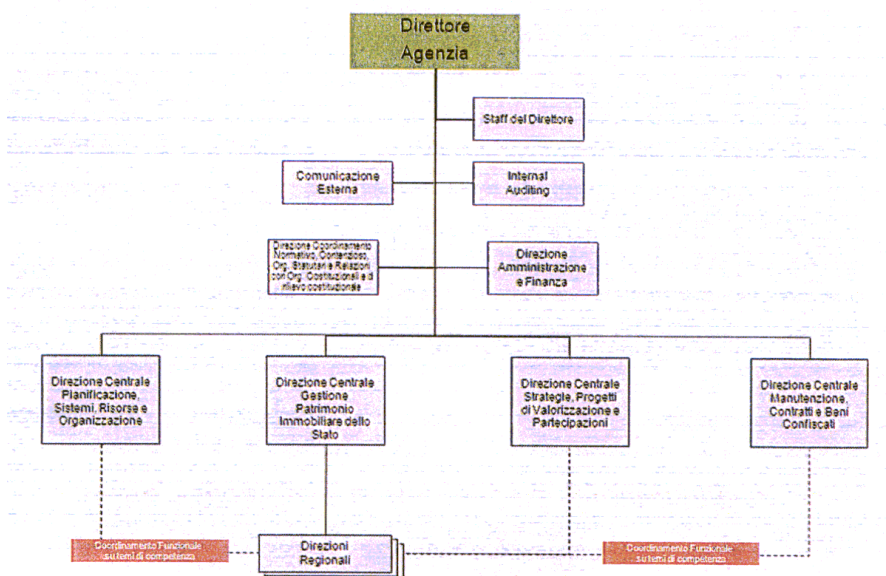 Direttore
Agenzia
Staff del Direttore
Comunicazione
Esterna
Internal
Auditing
Direzione Coordinamento
Normativo, Contenzioso,
Org. Statutari e Relazioni
con Org. Costituzionali e di
rilievo costituzionale
Direzione
Amministrazione
e Finanza
Direzione Centrale
Pianificazione,
Sistemi, Risorse e
Organizzazione
Direzione Centrale
Gestione
Patrimonio
Immobiliare dello
Stato
Direzione Centrale
Strategie, Progetti
di Valorizzazione e
Partecipazioni
Direzione Centrale
Manutenzione,
Contratti e Beni
Confiscati
Coordinamento Funzionale
su temi di competenza
Direzioni
Regionali
Coordinamento Funzionale
su temi di competenza